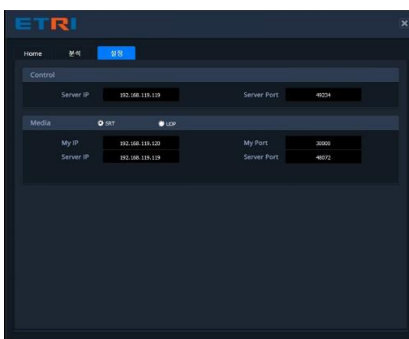 ETRI
Home 분석 설정
Control
Server IP 192.168.119.119 Server Port 49234
Media SRT UDP
My IP 192.168.119.120 My Port 30000
Server IP 192.168.119.119 Server Port 48072